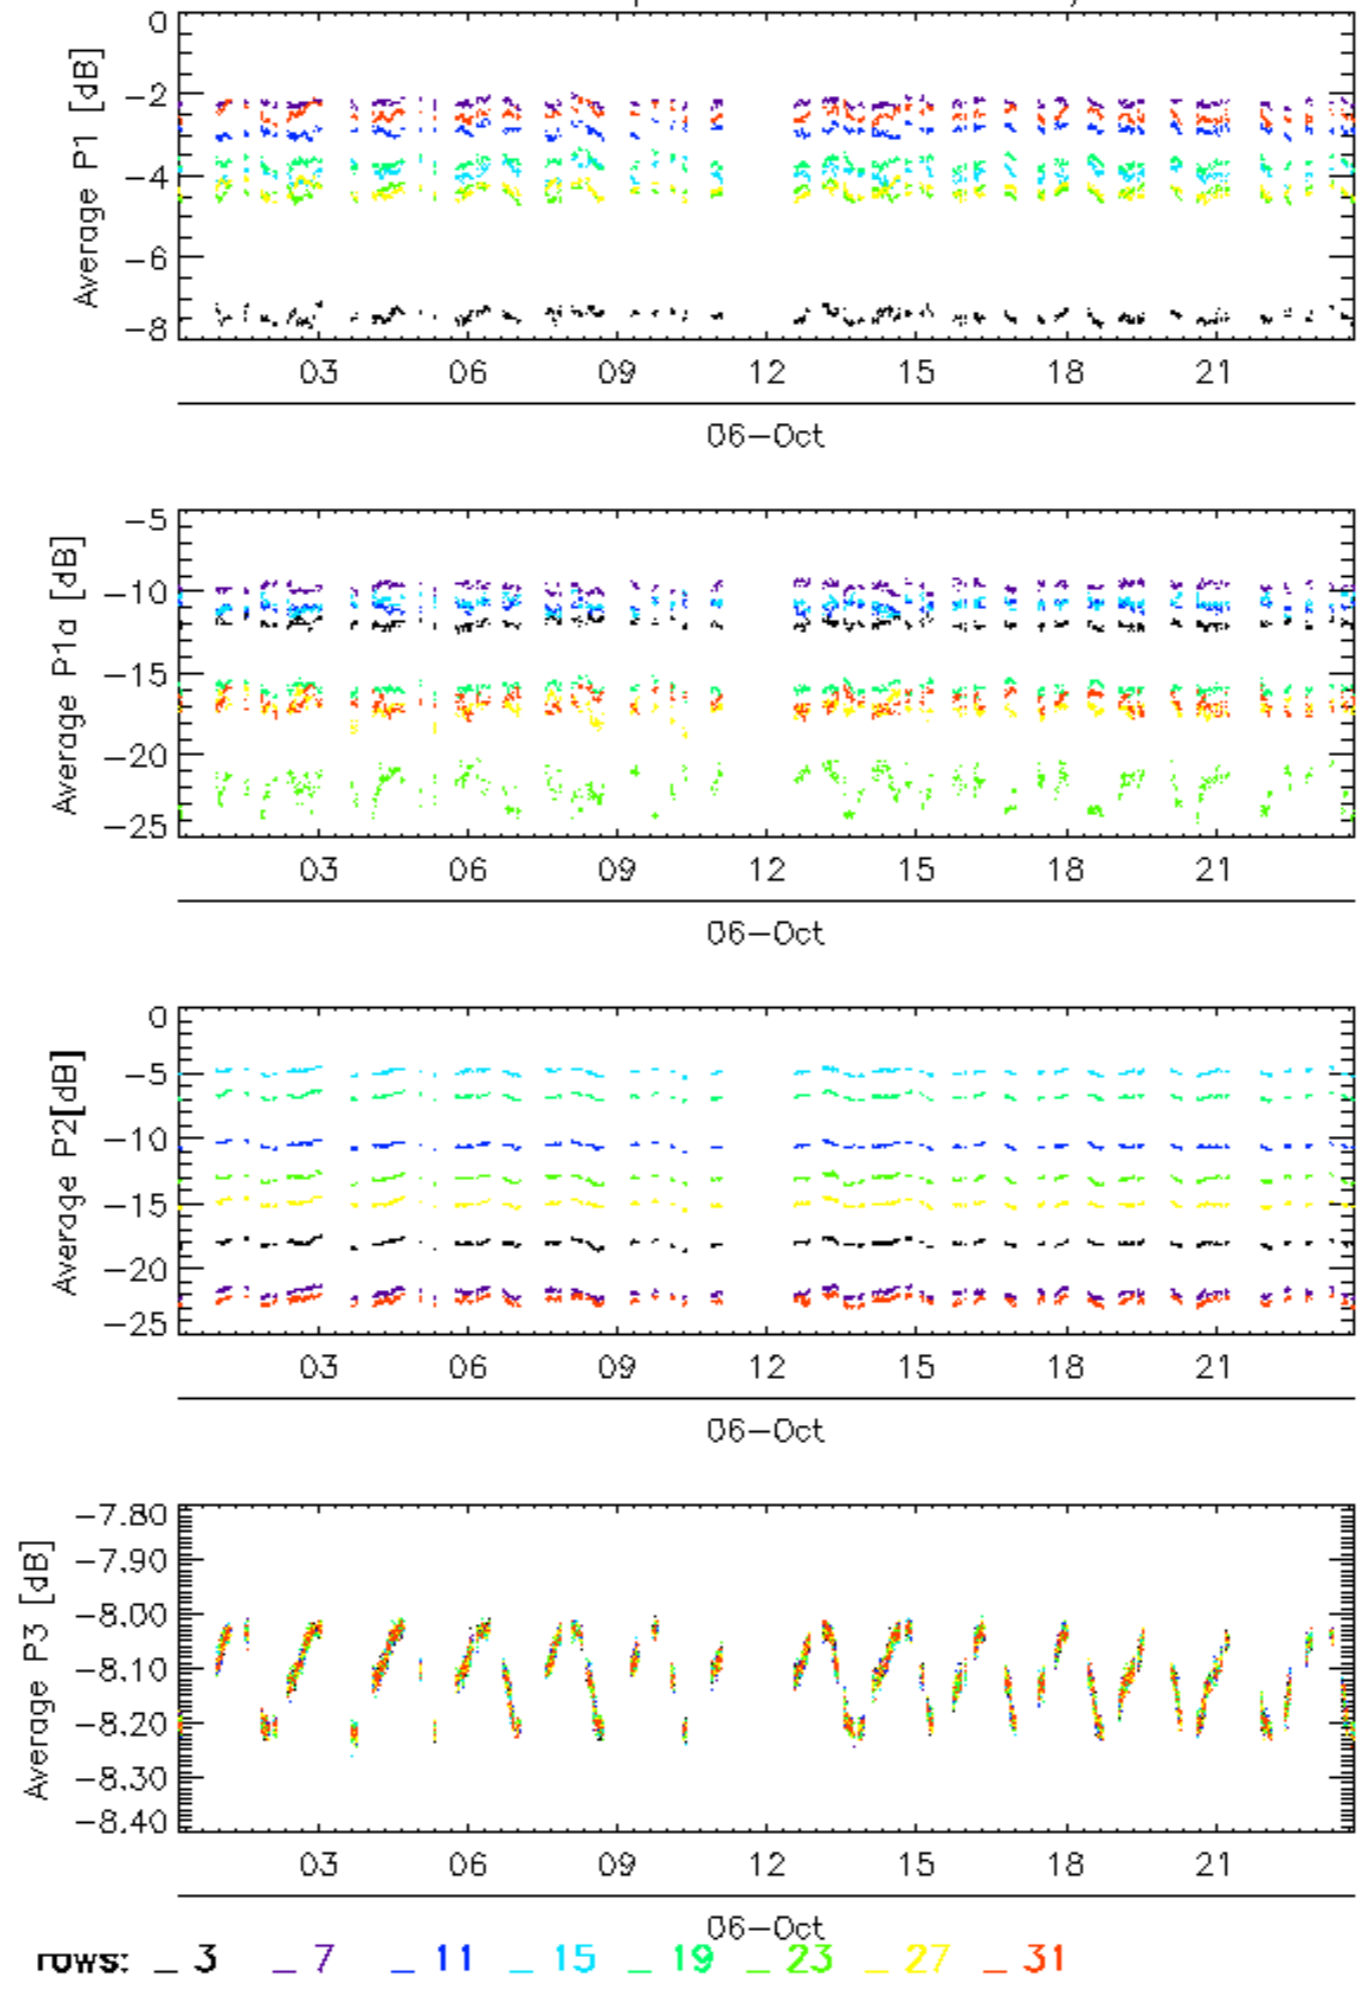 0
−2
−4
−6
−8
Average P1 [dB]
03 06 09 12 15 18 21
06−Oct
−5
−10
−15
−20
−25
Average P1a [dB]
03 06 09 12 15 18 21
06−Oct
0
−5
−10
−15
−20
−25
Average P2[dB]
03 06 09 12 15 18 21
06−Oct
−7.80
−7.90
−8.00
−8.10
−8.20
−8.30
−8.40
Average P3 [dB]
03 06 09 12 15 18 21
06−Oct
rows: _ 3 _ 7 _ 11 _ 15 _ 19 _ 23 _ 27 _ 31